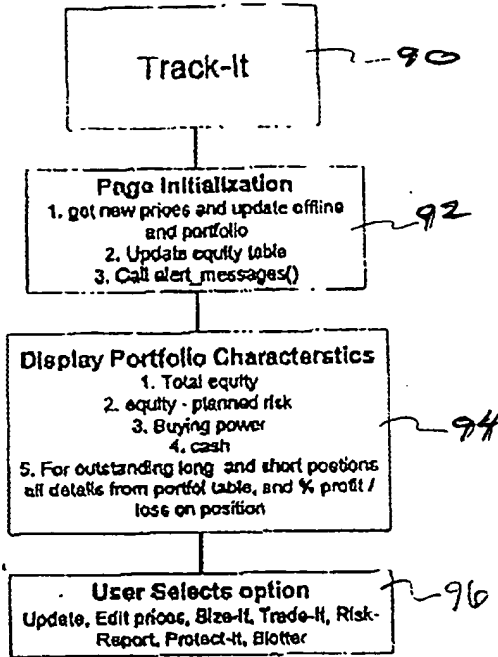 Track-It
90
Page Initialization
1. got new prices and update offline
and portfolio
2. Update equity table
3. Call alert_messages()
92
Display Portfolio Characterstics
1. Total equity
2. equity - planned risk
3. Buying power
4. cash
5. For outstanding long and short postions
all details from portfol table, and % profit /
loss on position
94
User Selects option
Update, Edit prices, Size-It, Trade-It, Risk-
Report, Protect-It, Blotter
96